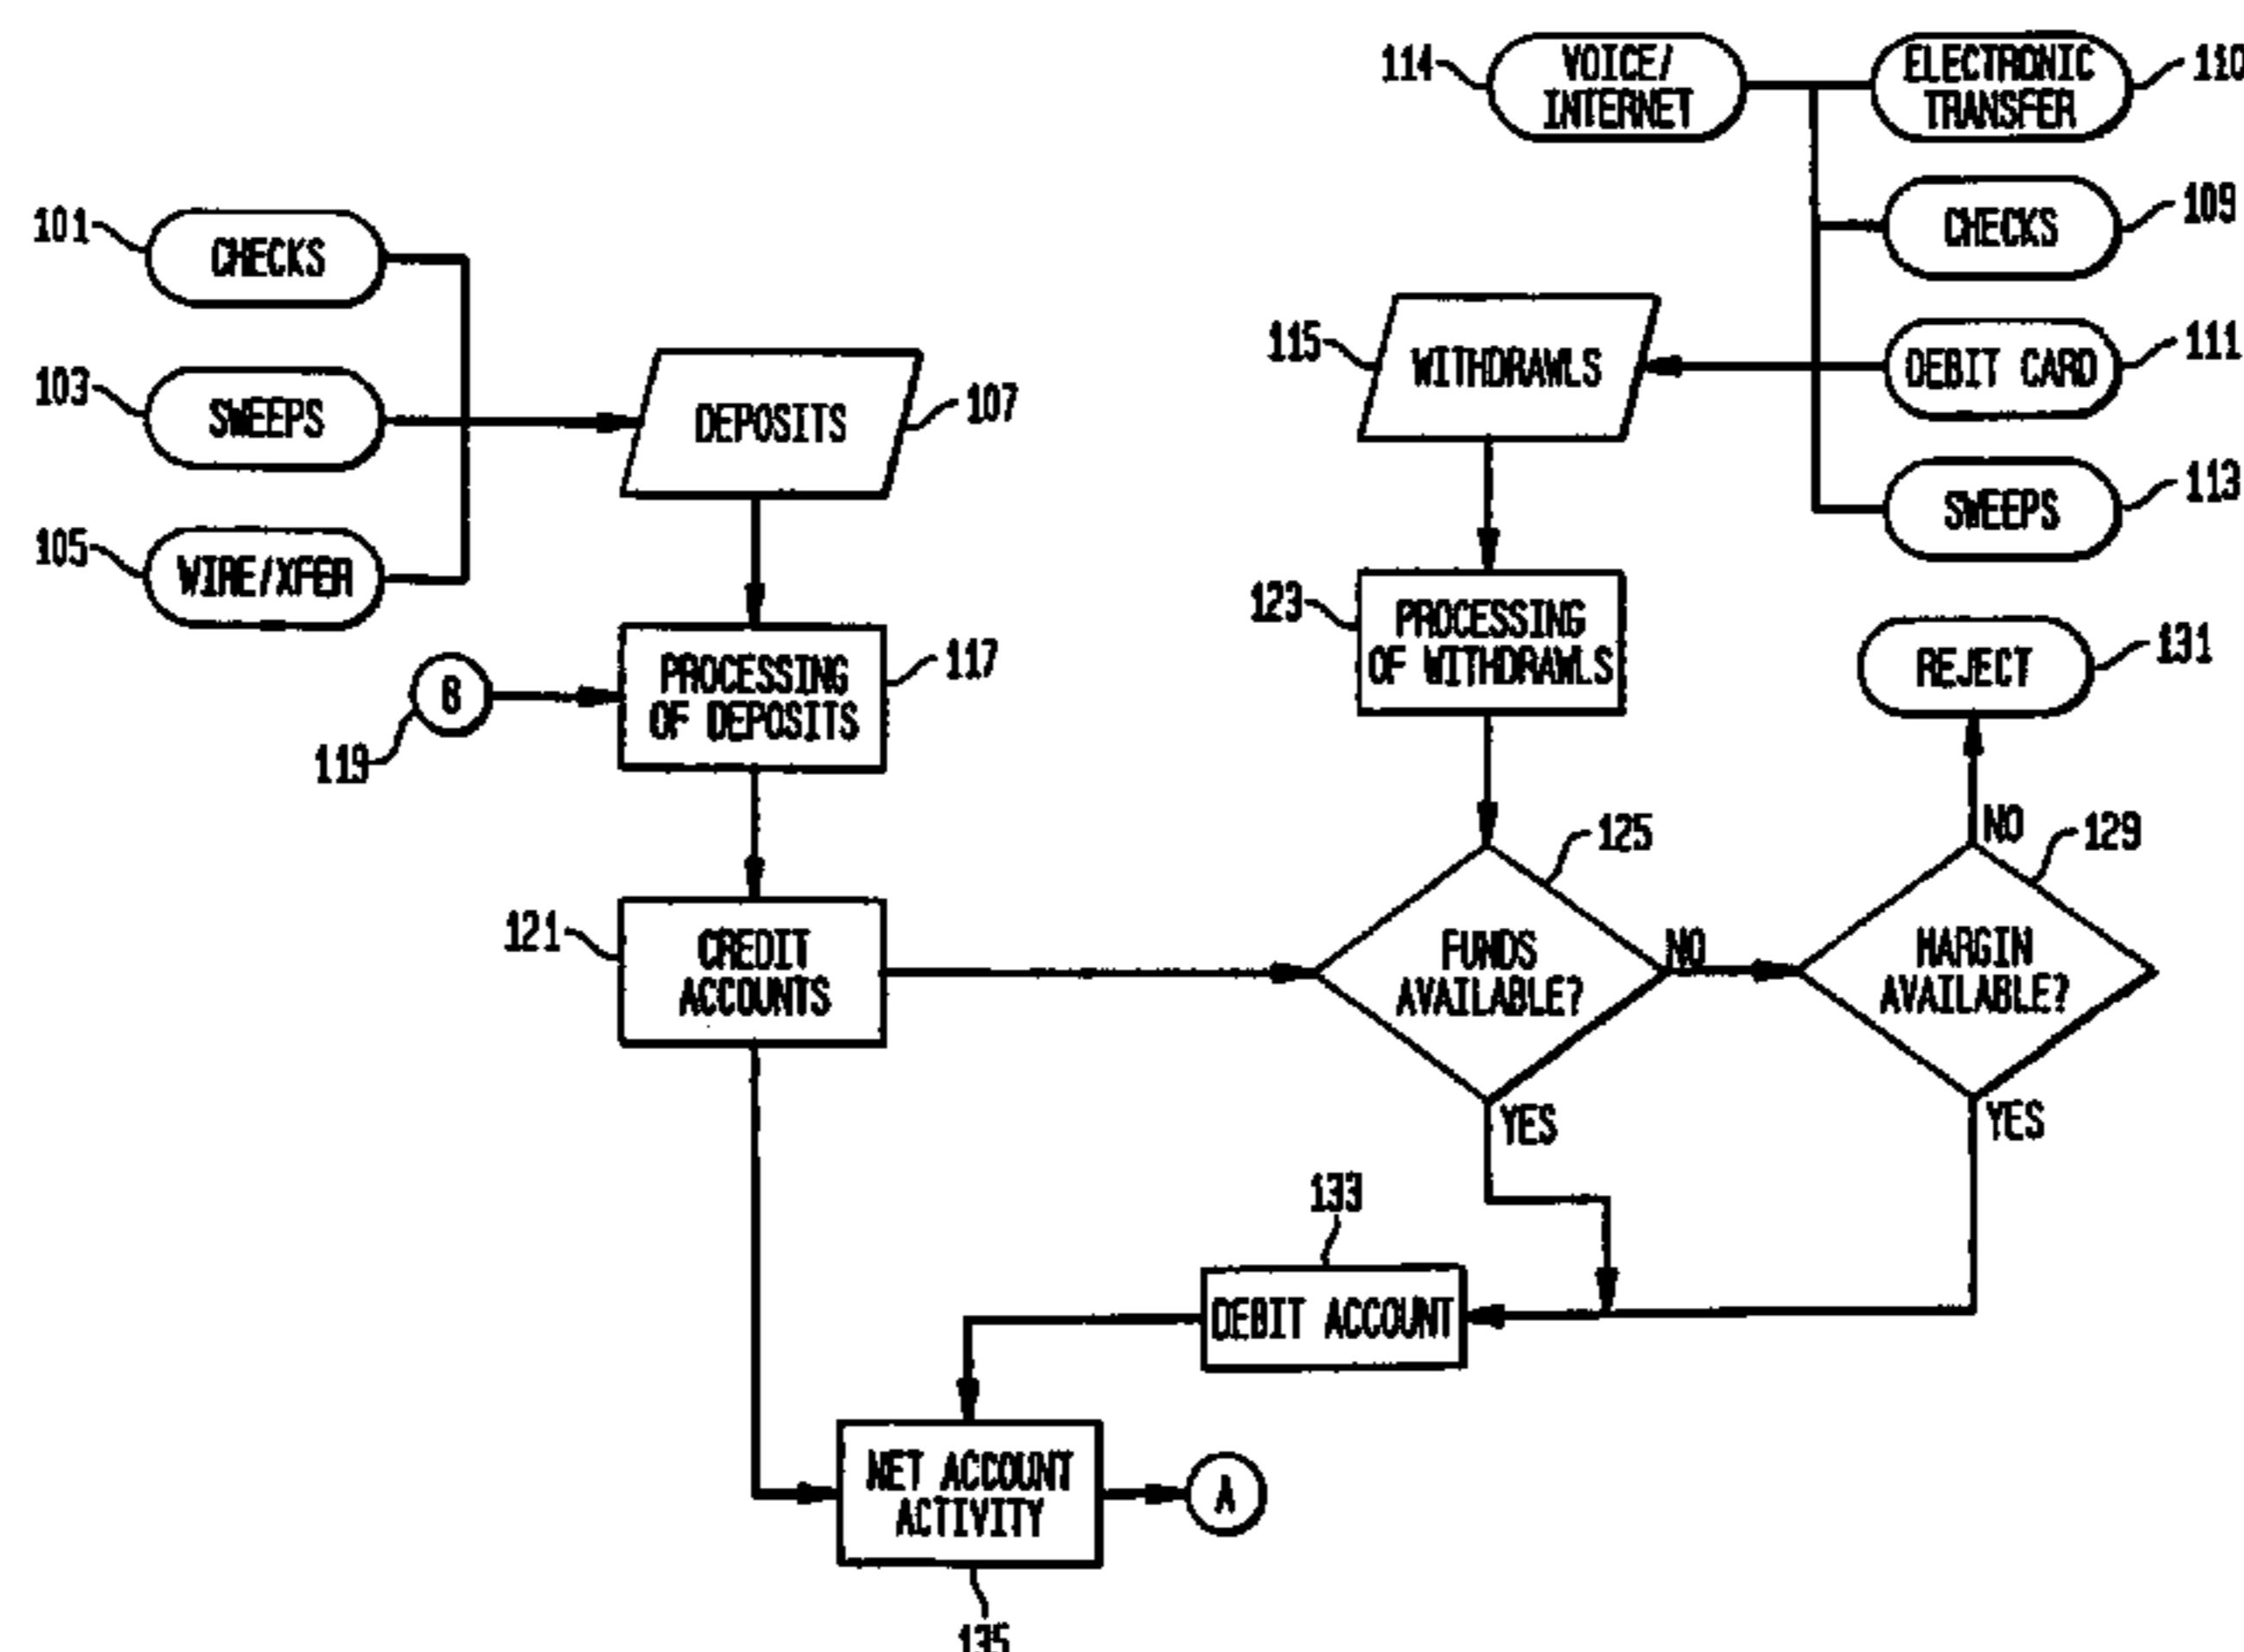 114
VOICE/
INTERNET
ELECTRONIC
TRANSFER
110
101
CHECKS
CHECKS
109
103
SWEEPS
DEPOSITS
107
115
WITHDRAWLS
DEBIT CARD
111
SWEEPS
113
105
WIRE/XFER
117
PROCESSING
OF DEPOSITS
119
123
PROCESSING
OF WITHDRAWLS
REJECT
131
121
CREDIT
ACCOUNTS
125
FUNDS
AVAILABLE?
NO
NO
129
MARGIN
AVAILABLE?
YES
YES
133
DEBIT ACCOUNT
NET ACCOUNT
ACTIVITY
A
135